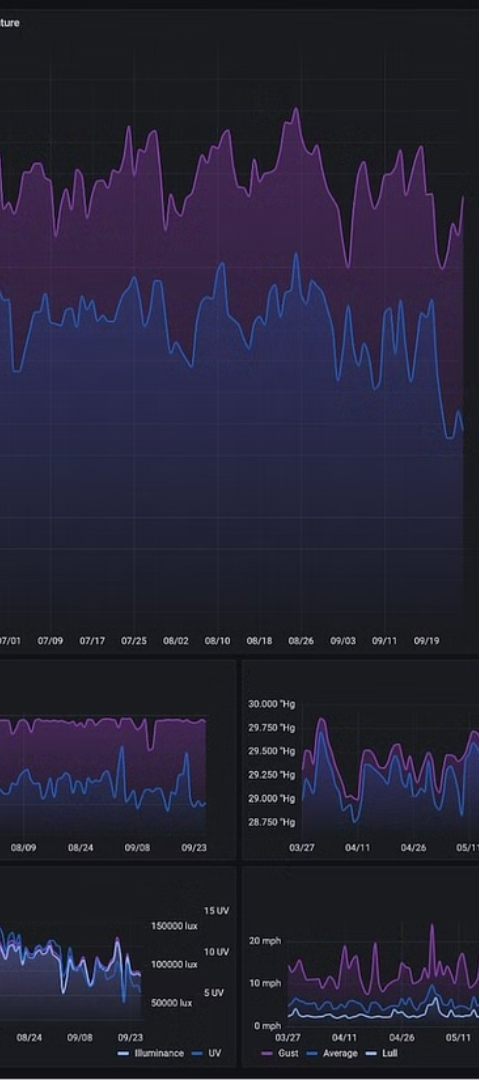 ture
07/01 07/09 07/17 07/25 08/02 08/10 08/18 08/26 09/03 09/11 09/19
08/09 08/24 09/08 09/23
30.000 "Hg
29.750 "Hg
29.500 "Hg
29.250 "Hg
29.000 "Hg
28.750 "Hg
03/27 04/11 04/26 05/11
15 UV
150000 lux
10 UV
100000 lux
5 UV
50000 lux
08/24 09/08 09/23
Illuminance UV
20 mph
10 mph
0 mph
03/27 04/11 04/26 05/11
Gust Average Lull